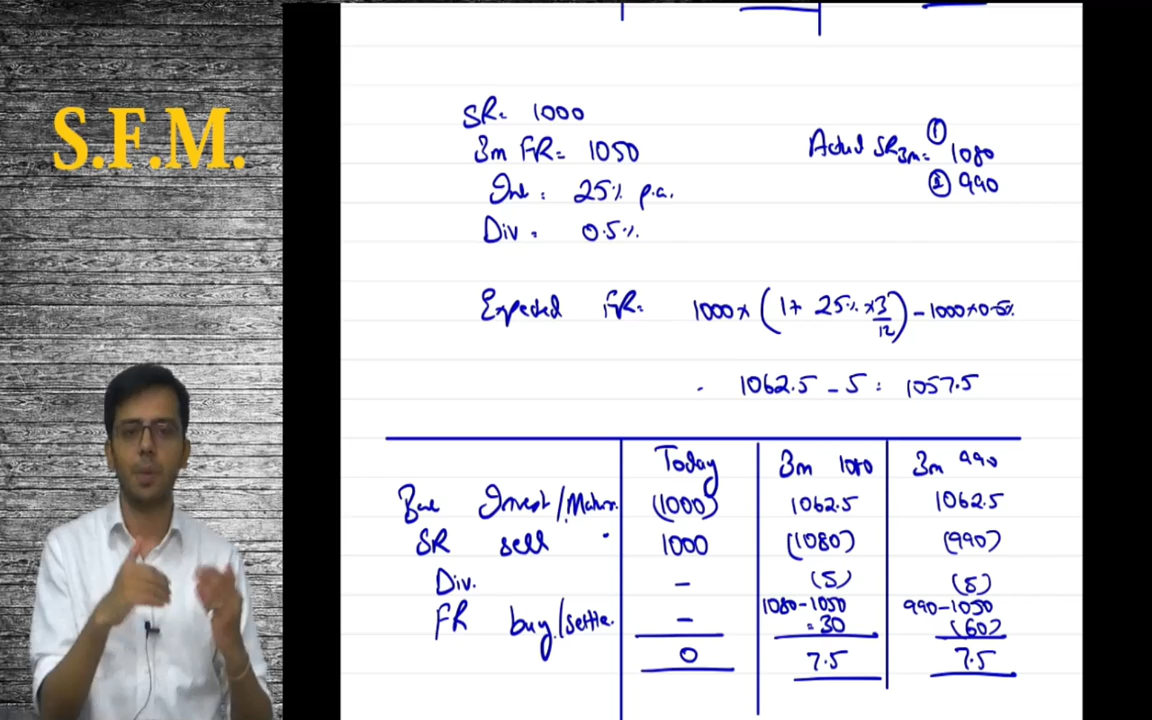 S.F.M.
SR= 1000
3m FR= 1050
Int = 25% p.a.
Div = 0.5%.
Actual SR3m= ① 1080
② 990
Expected FR= 1000 x (1+ 25% x 3/12) - 1000x0.5%
= 1062.5 - 5 = 1057.5
Today 3m 1080 3m 990
Invest/Matur. (1000) 1062.5 1062.5
SR sell 1000 (1080) (990)
Div. - (5) (5)
FR buy/settle. - 1080-1050 = 30 990-1050 (60)
0 7.5 7.5